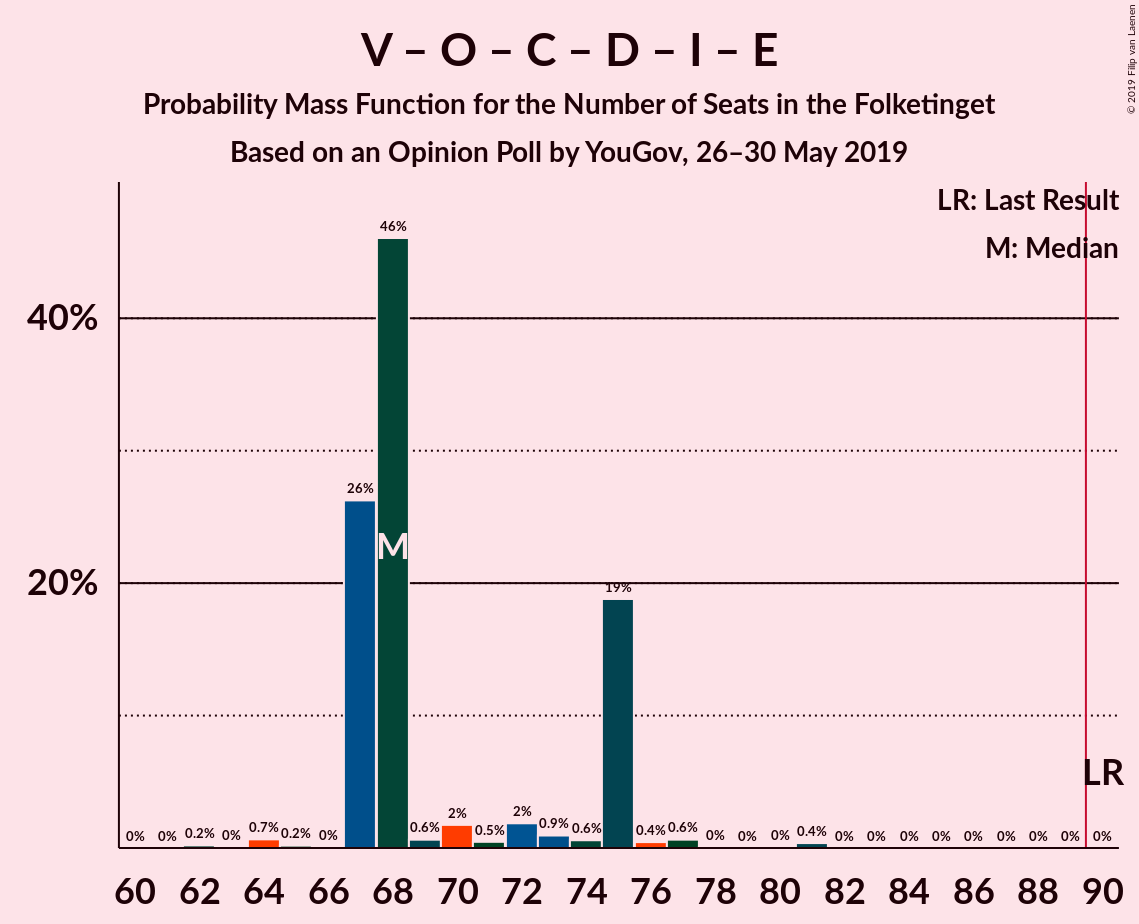 V – O – C – D – I – E
Probability Mass Function for the Number of Seats in the Folketinget
Based on an Opinion Poll by YouGov, 26–30 May 2019
© 2019 Filip van Laenen
LR: Last Result
M: Median
46%
40%
26%
M
20%
19%
LR
0% 0% 0.2% 0% 0.7% 0.2% 0% 0.6% 2% 0.5% 2% 0.9% 0.6% 0.4% 0.6% 0% 0% 0% 0.4% 0% 0% 0% 0% 0% 0% 0% 0% 0%
60 62 64 66 68 70 72 74 76 78 80 82 84 86 88 90